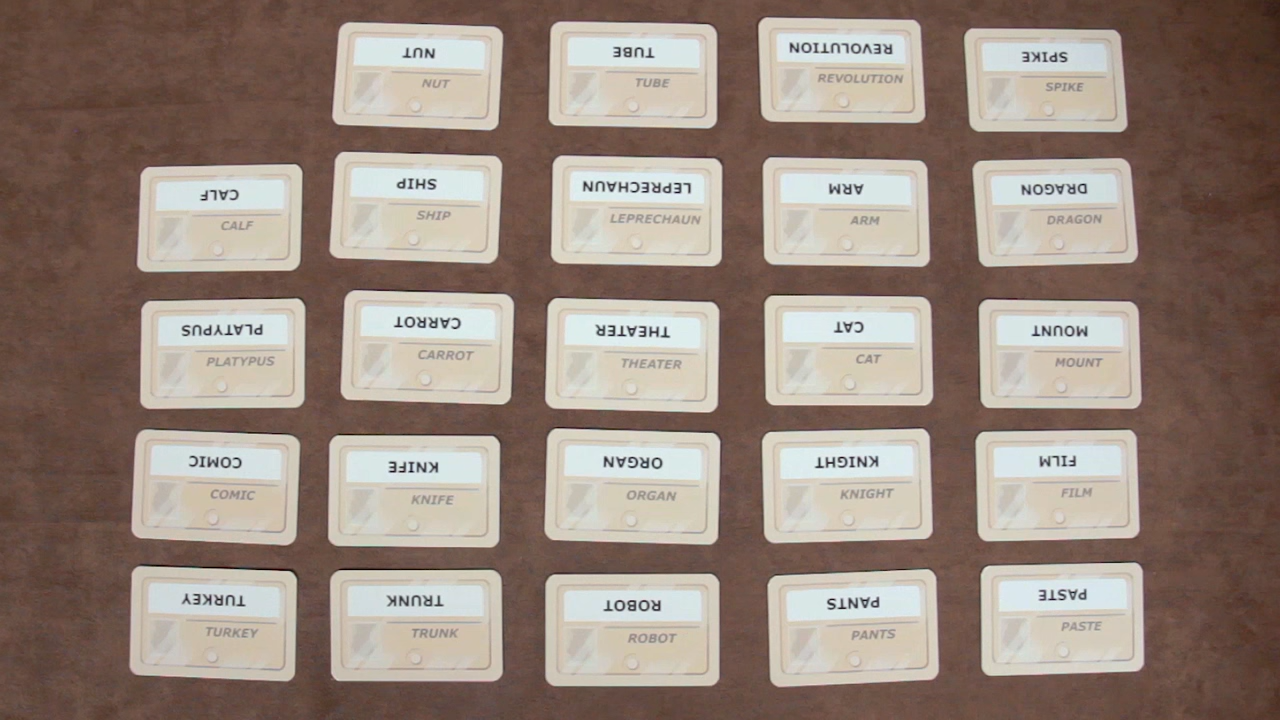 NUT
NUT
TUBE
TUBE
REVOLUTION
REVOLUTION
SPIKE
SPIKE
CALF
CALF
SHIP
SHIP
LEPRECHAUN
LEPRECHAUN
ARM
ARM
DRAGON
DRAGON
PLATYPUS
PLATYPUS
CARROT
CARROT
THEATER
THEATER
CAT
CAT
MOUNT
MOUNT
COMIC
COMIC
KNIFE
KNIFE
ORGAN
ORGAN
KNIGHT
KNIGHT
FILM
FILM
TURKEY
TURKEY
TRUNK
TRUNK
ROBOT
ROBOT
PANTS
PANTS
PASTE
PASTE